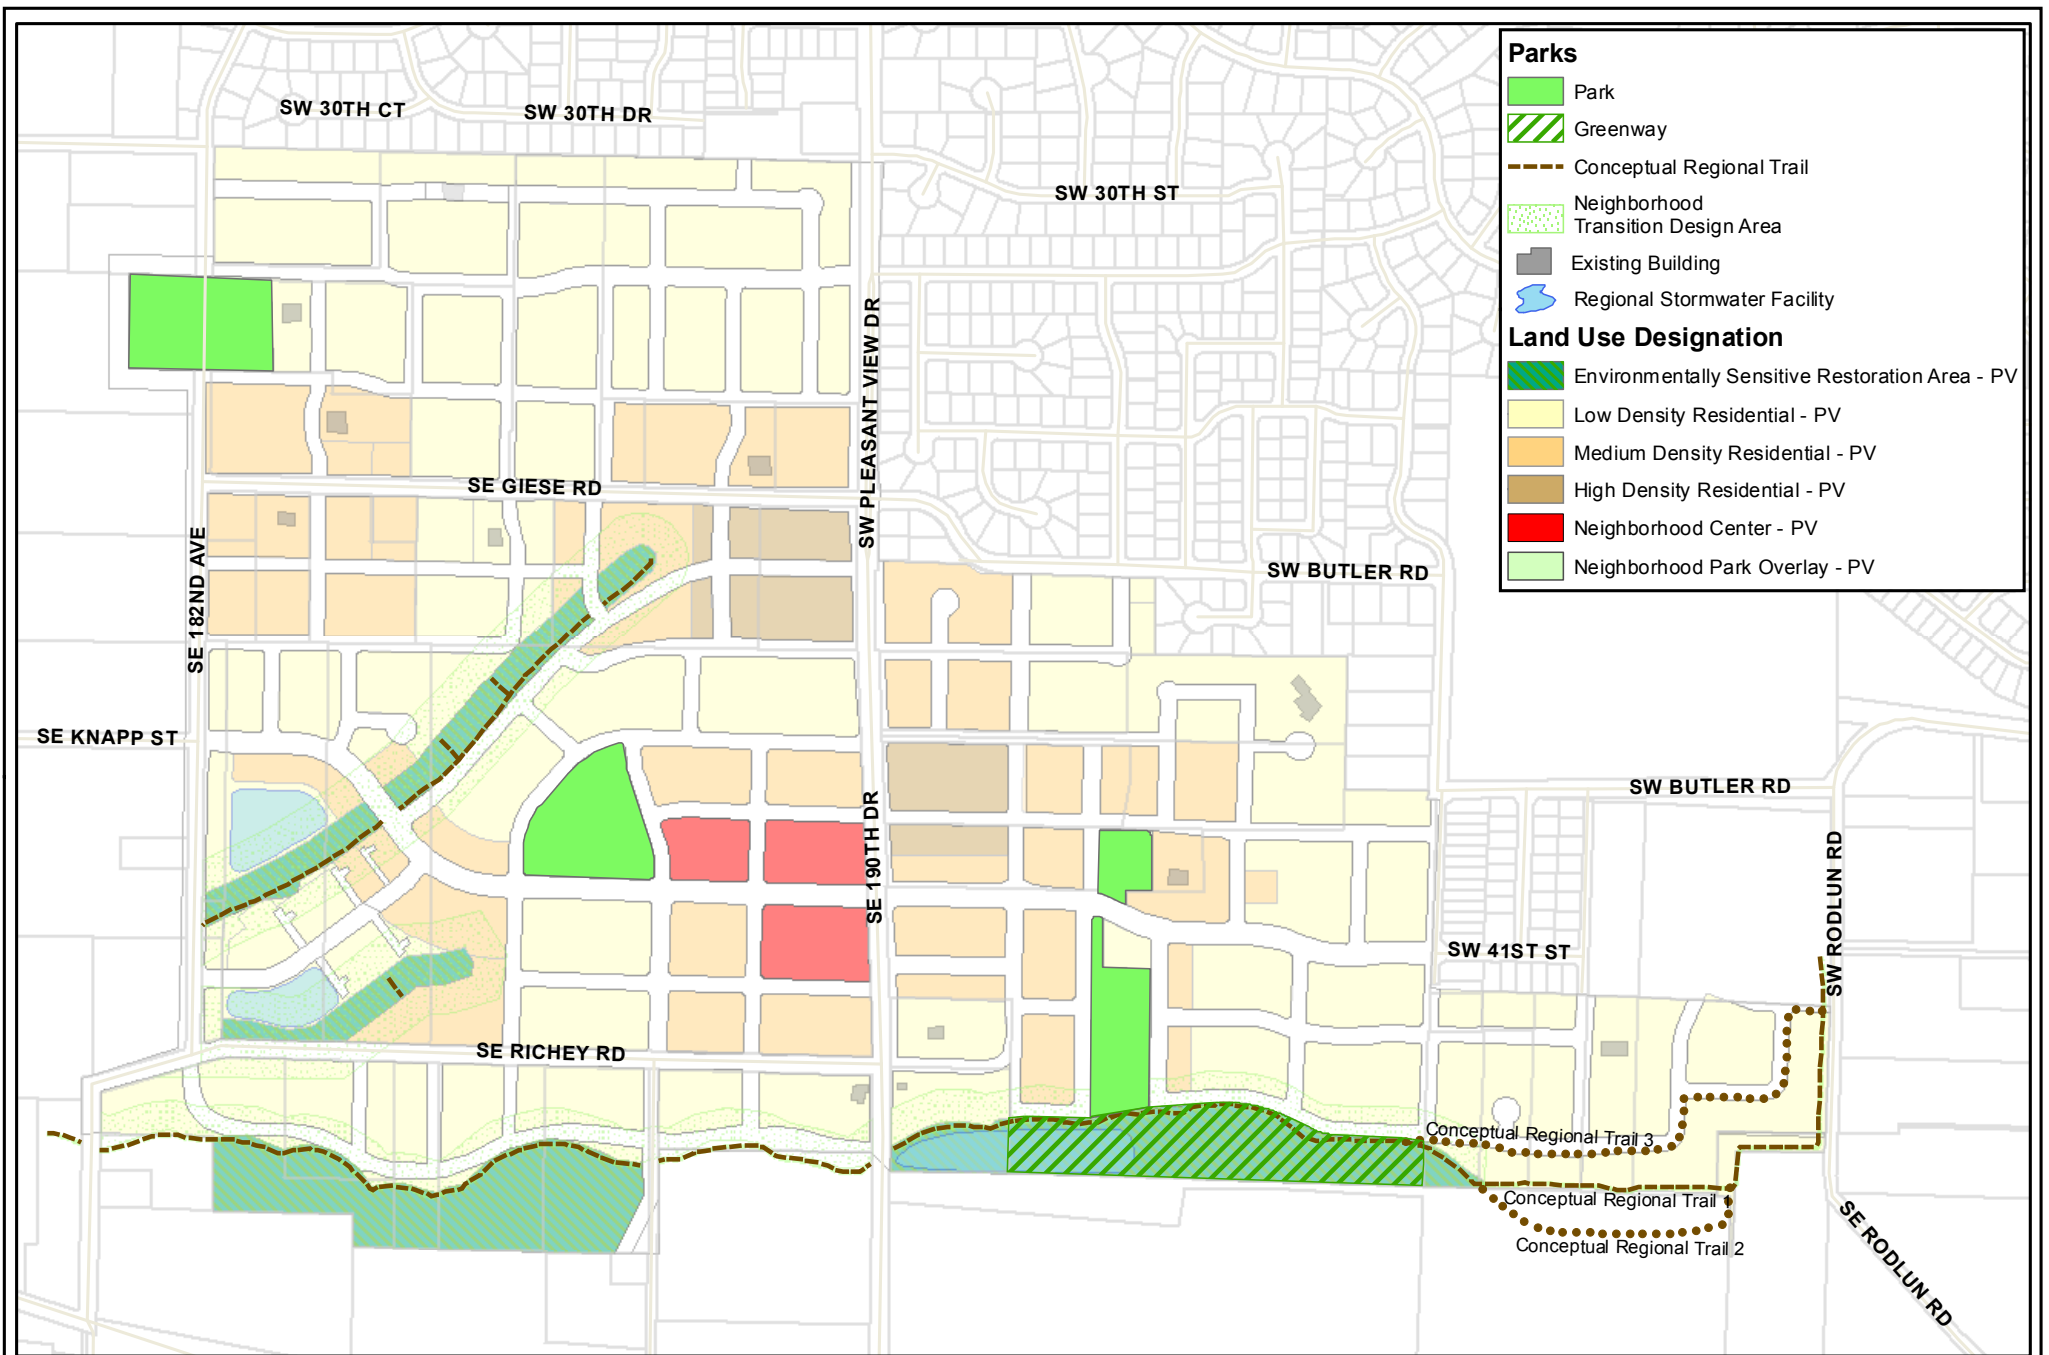 SW 30TH CT
SW 30TH DR
SW 30TH ST
SW PLEASANT VIEW DR
SE GIESE RD
SE 182ND AVE
SW BUTLER RD
SE KNAPP ST
SW BUTLER RD
SE 190TH DR
SW RODLUN RD
SW 41ST ST
SE RICHEY RD
Conceptual Regional Trail 3
Conceptual Regional Trail 1
Conceptual Regional Trail 2
SE RODLUN RD
Parks
Park
Greenway
Conceptual Regional Trail
Neighborhood
Transition Design Area
Existing Building
Regional Stormwater Facility
Land Use Designation
Environmentally Sensitive Restoration Area - PV
Low Density Residential - PV
Medium Density Residential - PV
High Density Residential - PV
Neighborhood Center - PV
Neighborhood Park Overlay - PV